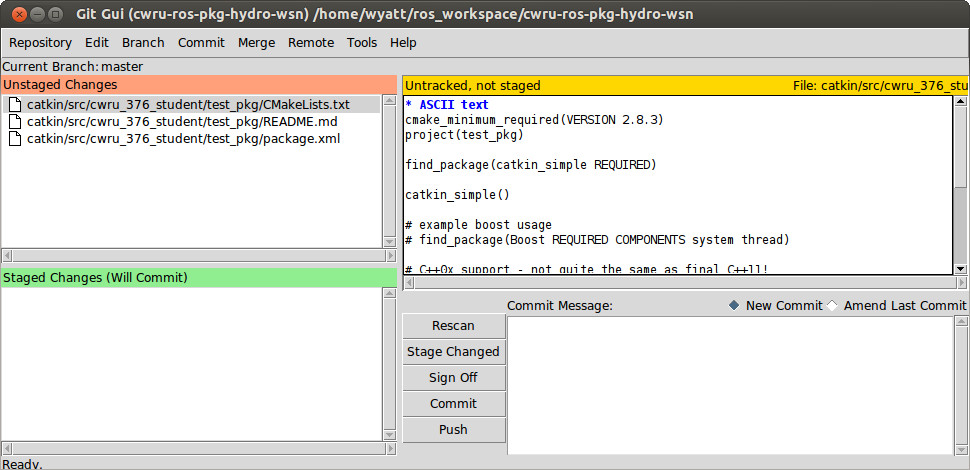 Git Gui (cwru-ros-pkg-hydro-wsn) /home/wyatt/ros_workspace/cwru-ros-pkg-hydro-wsn
Repository Edit Branch Commit Merge Remote Tools Help
Current Branch: master
Unstaged Changes
catkin/src/cwru_376_student/test_pkg/CMakeLists.txt
catkin/src/cwru_376_student/test_pkg/README.md
catkin/src/cwru_376_student/test_pkg/package.xml
Staged Changes (Will Commit)
Untracked, not staged File: catkin/src/cwru_376_stu
* ASCII text
cmake_minimum_required(VERSION 2.8.3)
project(test_pkg)
find_package(catkin_simple REQUIRED)
catkin_simple()
# example boost usage
# find_package(Boost REQUIRED COMPONENTS system thread)
# C++0x support - not quite the same as final C++11!
Commit Message: New Commit Amend Last Commit
Rescan
Stage Changed
Sign Off
Commit
Push
Ready.